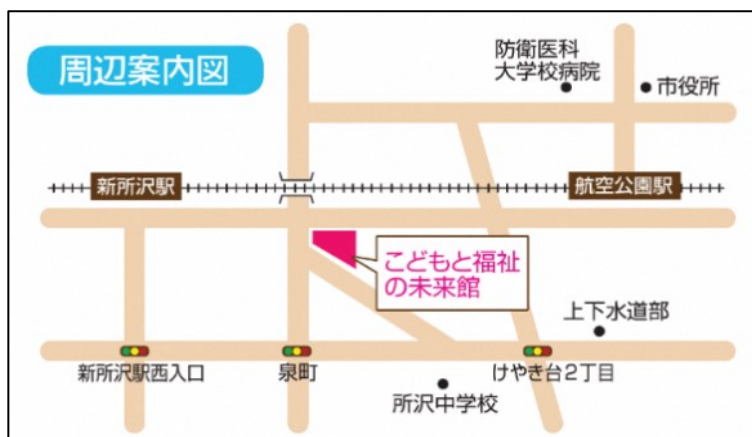 周辺案内図
防衛医科
大学校病院
市役所
新所沢駅
航空公園駅
こどもと福祉
の未来館
上下水道部
新所沢駅西入口
泉町
けやき台2丁目
所沢中学校